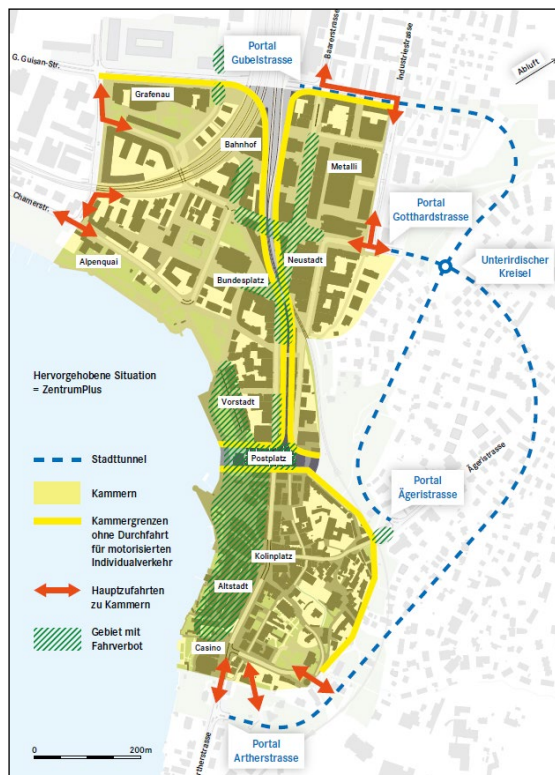 Portal
Gubelstrasse
Baarerstrasse
Industriestrasse
G. Guisan-Str.
Abluft
Grafenau
Bahnhof
Metalli
Portal
Gotthardstrasse
Chamerstr.
Alpenquai
Neustadt
Unterirdischer
Kreisel
Bundesplatz
Hervorgehobene Situation
= ZentrumPlus
Vorstadt
Postplatz
Stadttunnel
Kammern
Kammergrenzen
ohne Durchfahrt
für motorisierten
Individualverkehr
Hauptzufahrten
zu Kammern
Gebiet mit
Fahrverbot
Portal
Ägeristrasse
Ägeristrasse
Kolinplatz
Altstadt
Casino
0 200m
Portal
Artherstrasse